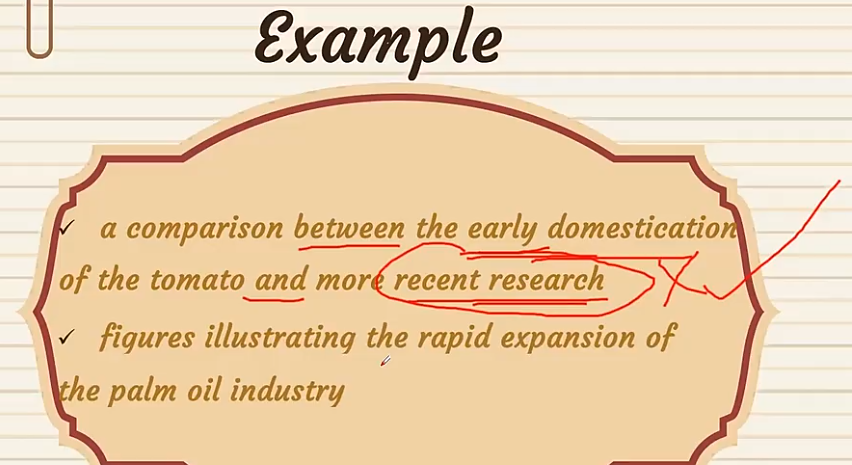 Example
✓ a comparison between the early domestication
of the tomato and more recent research
✓ figures illustrating the rapid expansion of
the palm oil industry